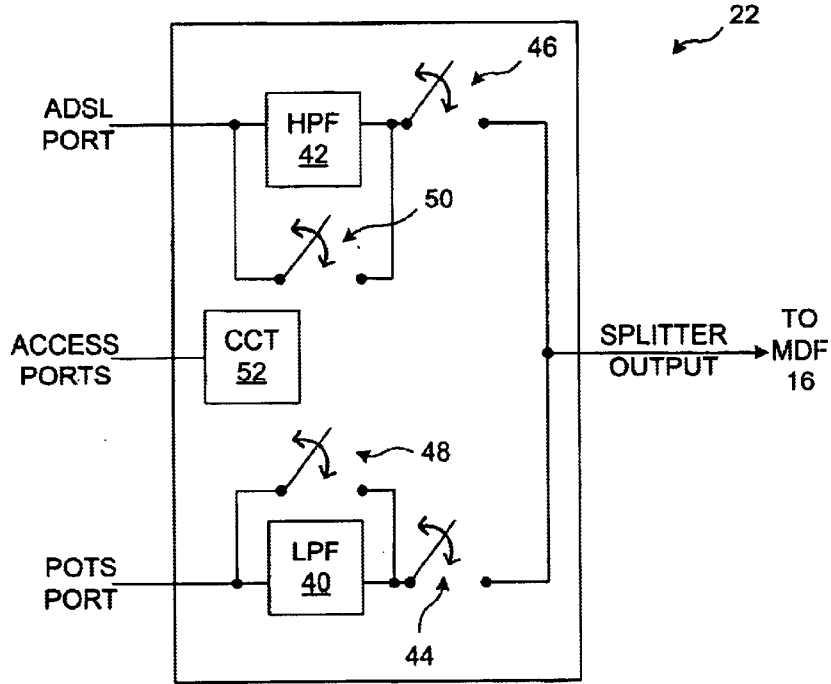 22
46
ADSL
PORT
HPF
42
50
ACCESS
PORTS
CCT
52
SPLITTER
OUTPUT
TO
MDF
16
48
POTS
PORT
LPF
40
44